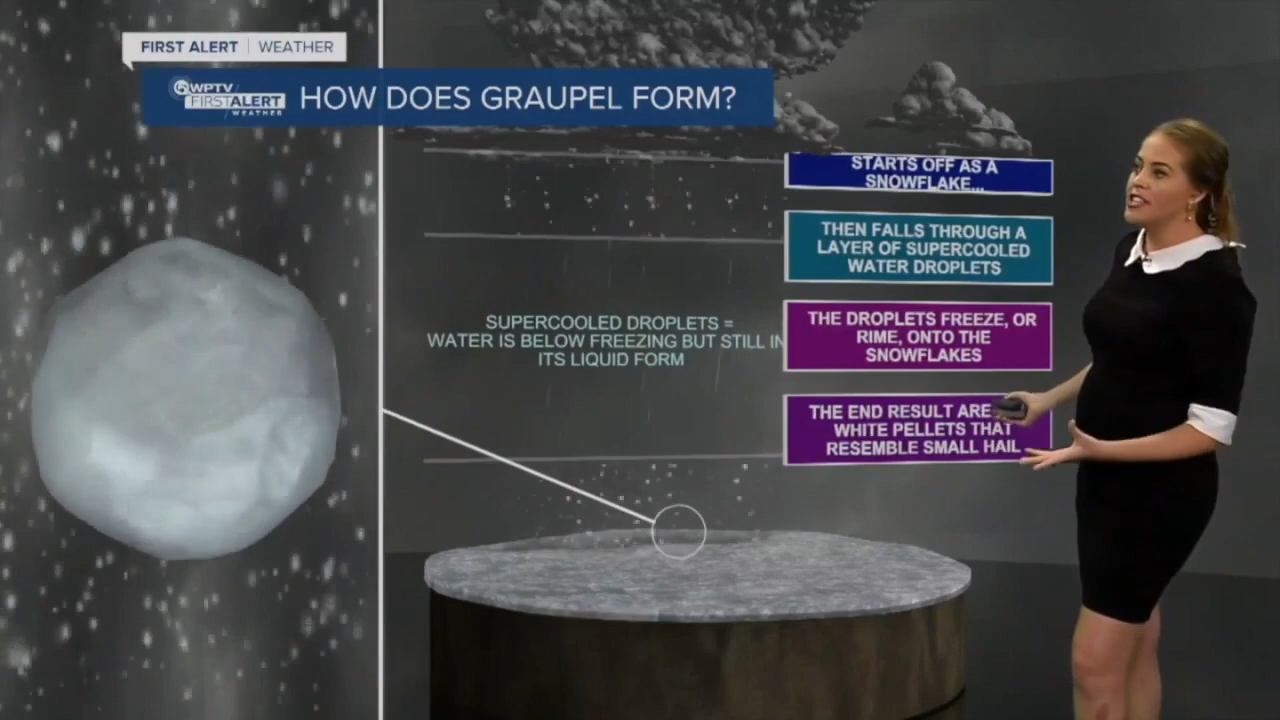 FIRST ALERT | WEATHER
5 WPTV
FIRST ALERT
WEATHER
HOW DOES GRAUPEL FORM?
STARTS OFF AS A
SNOWFLAKE...
THEN FALLS THROUGH A
LAYER OF SUPERCOOLED
WATER DROPLETS
SUPERCOOLED DROPLETS =
WATER IS BELOW FREEZING BUT STILL IN
ITS LIQUID FORM
THE DROPLETS FREEZE, OR
RIME, ONTO THE
SNOWFLAKES
THE END RESULT ARE
WHITE PELLETS THAT
RESEMBLE SMALL HAIL